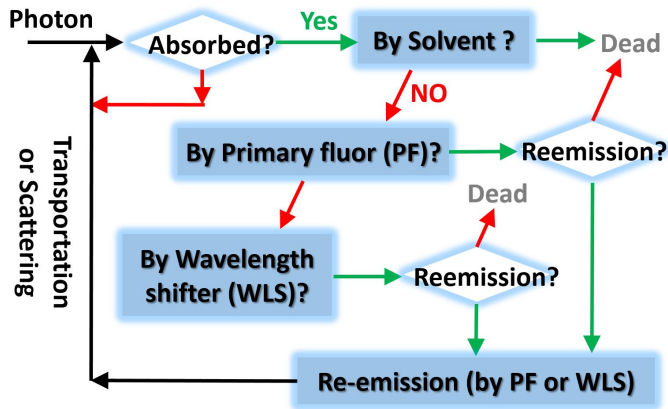 Photon
Absorbed?
Yes
By Solvent ?
Dead
NO
By Primary fluor (PF)?
Reemission?
Transportation
or Scattering
Dead
By Wavelength
shifter (WLS)?
Reemission?
Re-emission (by PF or WLS)